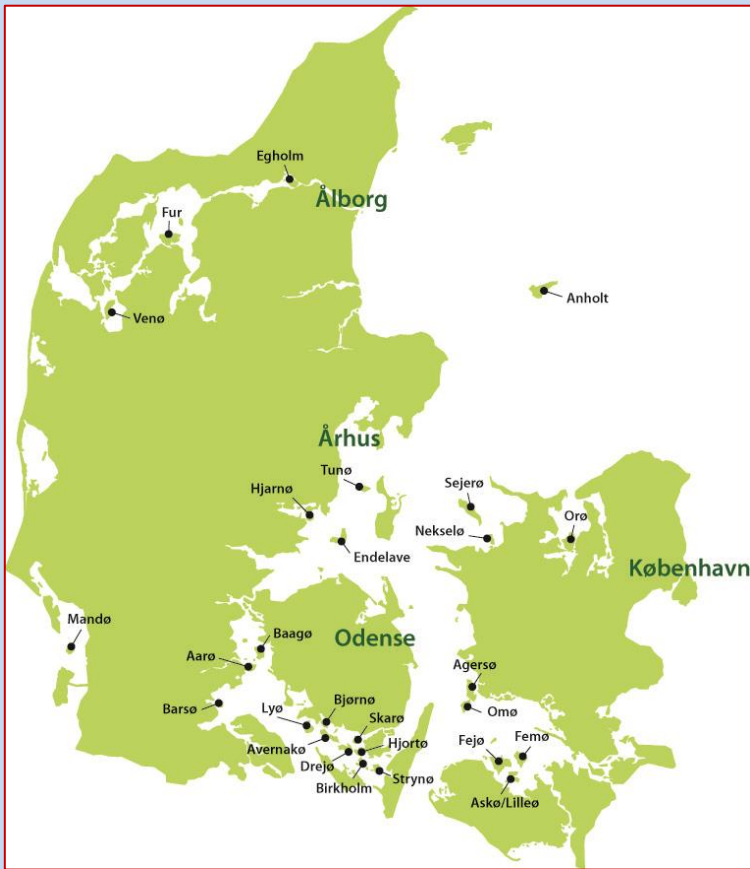 Egholm
Ålborg
Fur
Anholt
Venø
Århus
Tunø
Sejerø
Hjarnø
Orø
Nekselø
Endelave
København
Mandø
Baagø
Odense
Aarø
Agersø
Barsø
Bjørnø
Lyø
Skarø
Omø
Avernakø
Hjortø
Fejø
Femø
Drejø
Strynø
Birkholm
Askø/Lilleø